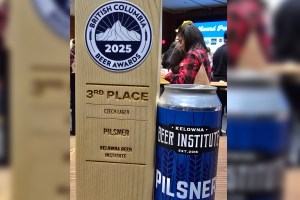 BRITISH COLUMBIA
2025
BEER AWARDS
3RD PLACE
CZECH LAGER
PILSNER
KELOWNA BEER
INSTITUTE
KELOWNA
BEER INSTITUTE
EST. 2016
PILSNER